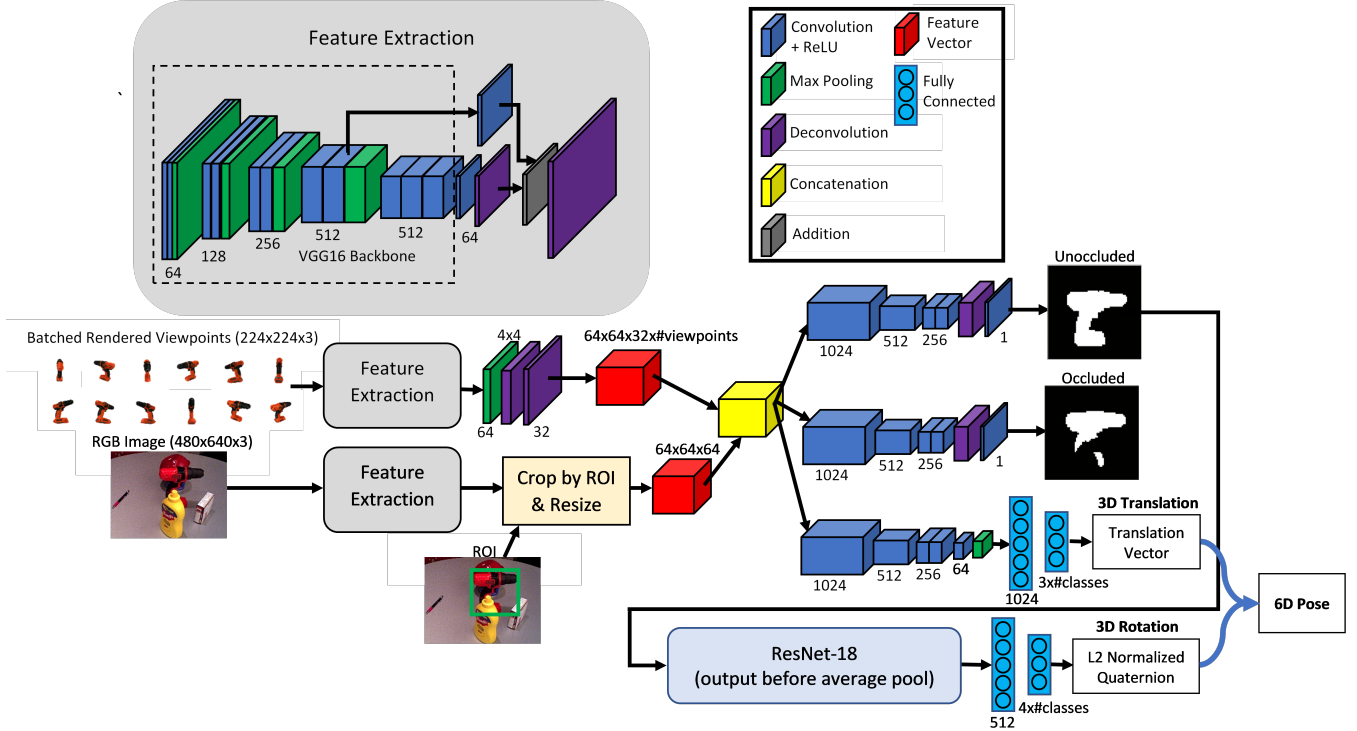 Feature Extraction
64
128
256
512
512
64
VGG16 Backbone
Convolution
+ ReLU
Feature
Vector
Max Pooling
Fully
Connected
Deconvolution
Concatenation
Addition
Batched Rendered Viewpoints (224x224x3)
RGB Image (480x640x3)
Feature
Extraction
4x4
64
32
64x64x32x#viewpoints
Feature
Extraction
Crop by ROI
& Resize
64x64x64
ROI
1024
512
256
1
Unoccluded
1024
512
256
1
Occluded
1024
512
256
64
1024
3x#classes
3D Translation
Translation
Vector
6D Pose
ResNet-18
(output before average pool)
512
4x#classes
3D Rotation
L2 Normalized
Quaternion